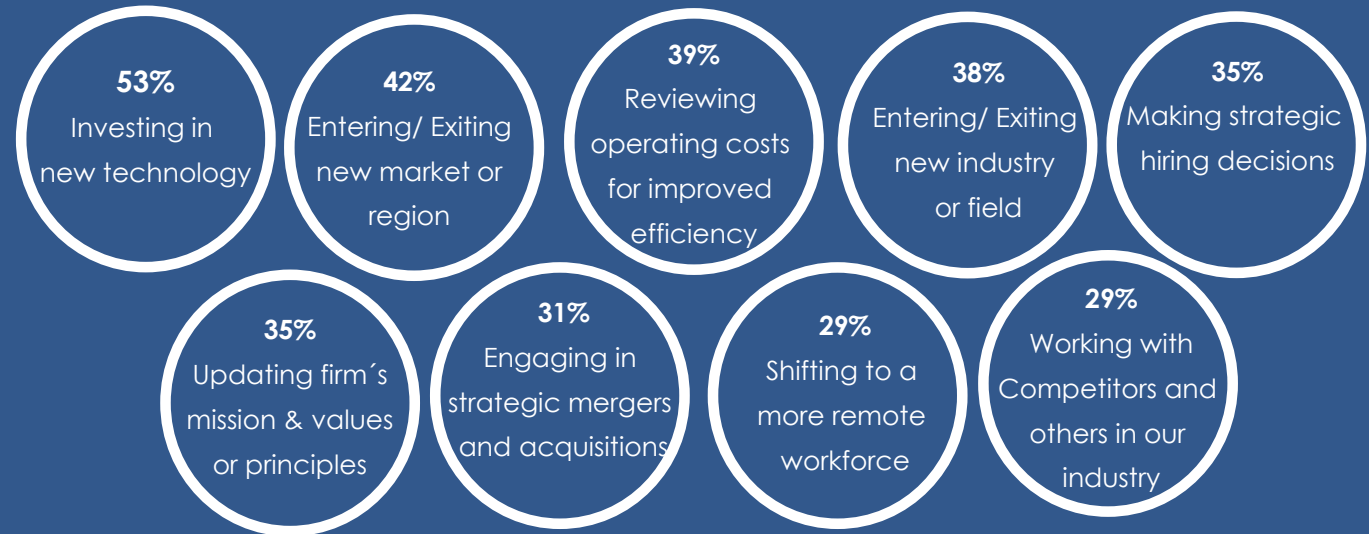 53%
Investing in
new technology
42%
Entering/ Exiting
new market or
region
39%
Reviewing
operating costs
for improved
efficiency
38%
Entering/ Exiting
new industry
or field
35%
Making strategic
hiring decisions
35%
Updating firm´s
mission & values
or principles
31%
Engaging in
strategic mergers
and acquisitions
29%
Shifting to a
more remote
workforce
29%
Working with
Competitors and
others in our
industry